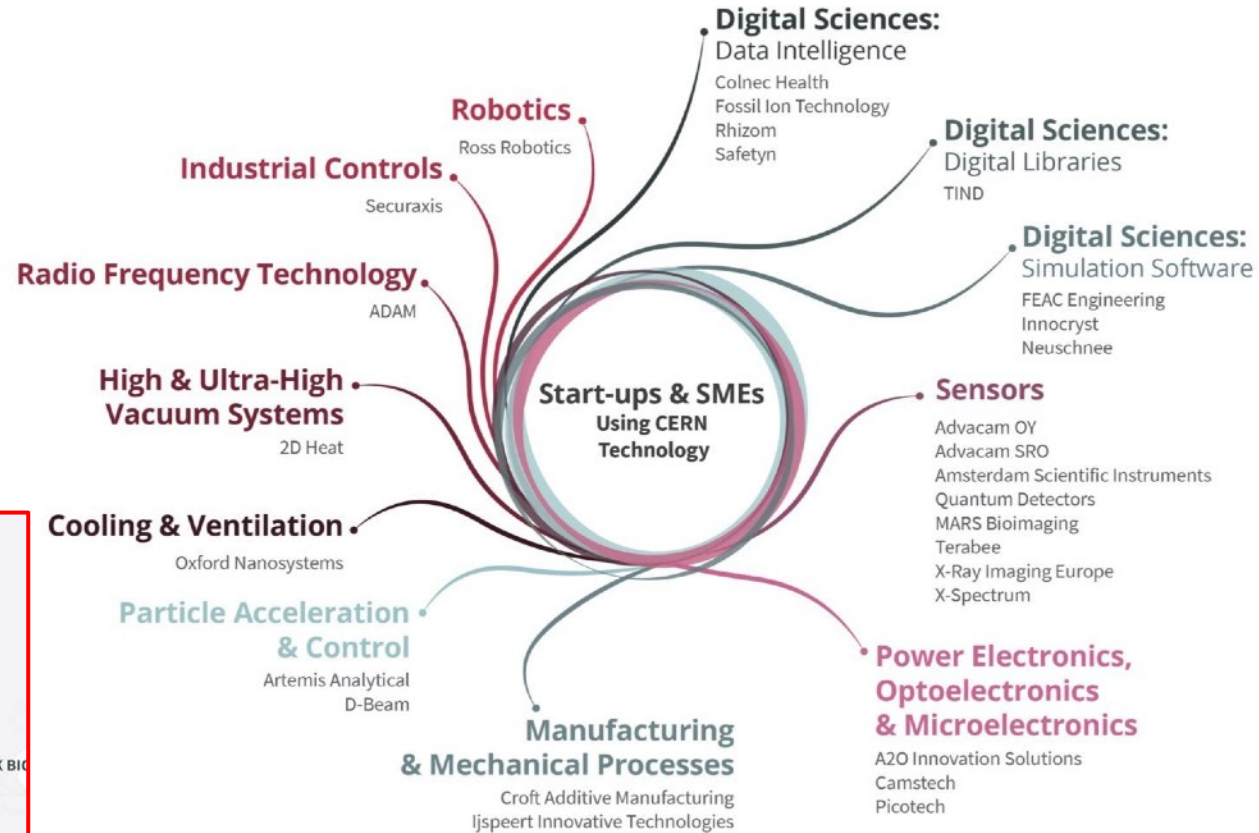 Digital Sciences:
Data Intelligence
Colnec Health
Fossil Ion Technology
Rhizom
Safetyn
Digital Sciences:
Digital Libraries
TIND
Digital Sciences:
Simulation Software
FEAC Engineering
Innocryst
Neuschnee
Sensors
Advacam OY
Advacam SRO
Amsterdam Scientific Instruments
Quantum Detectors
MARS Bioimaging
Terabee
X-Ray Imaging Europe
X-Spectrum
Power Electronics,
Optoelectronics
& Microelectronics
A2O Innovation Solutions
Camstech
Picotech
Manufacturing
& Mechanical Processes
Croft Additive Manufacturing
Ijspeert Innovative Technologies
Particle Acceleration
& Control
Artemis Analytical
D-Beam
Cooling & Ventilation
Oxford Nanosystems
High & Ultra-High
Vacuum Systems
2D Heat
Radio Frequency Technology
ADAM
Industrial Controls
Securaxis
Robotics
Ross Robotics
Start-ups & SMEs
Using CERN
Technology